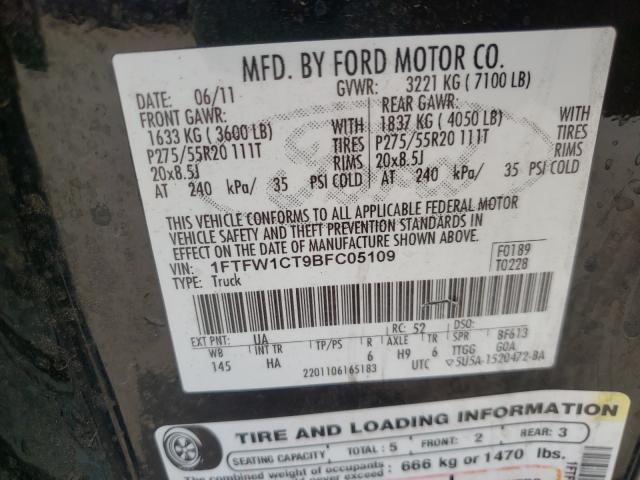 MFD. BY FORD MOTOR CO.
DATE: 06/11 GVWR: 3221 KG ( 7100 LB)
FRONT GAWR: REAR GAWR:
1633 KG ( 3600 LB) WITH 1837 KG ( 4050 LB) WITH
P275/55R20 111T TIRES P275/55R20 111T TIRES
20x8.5J RIMS 20x8.5J RIMS
AT 240 kPa/ 35 PSI COLD AT 240 kPa/ 35 PSI COLD
THIS VEHICLE CONFORMS TO ALL APPLICABLE FEDERAL MOTOR
VEHICLE SAFETY AND THEFT PREVENTION STANDARDS IN
EFFECT ON THE DATE OF MANUFACTURE SHOWN ABOVE.
VIN: 1FTFW1CT9BFC05109 F0189
TYPE: Truck T0228
EXT PNT: UA RC: 52 DSO:
WB INT TR TP/PS R AXLE TR SPR BF613
145 HA 6 H9 6 TTGG G0A
2201106165183 UTC 5U5A-1520472-BA
TIRE AND LOADING INFORMATION
SEATING CAPACITY TOTAL: 5 FRONT: 2 REAR: 3
The combined weight of occupants 666 kg or 1470 lbs.